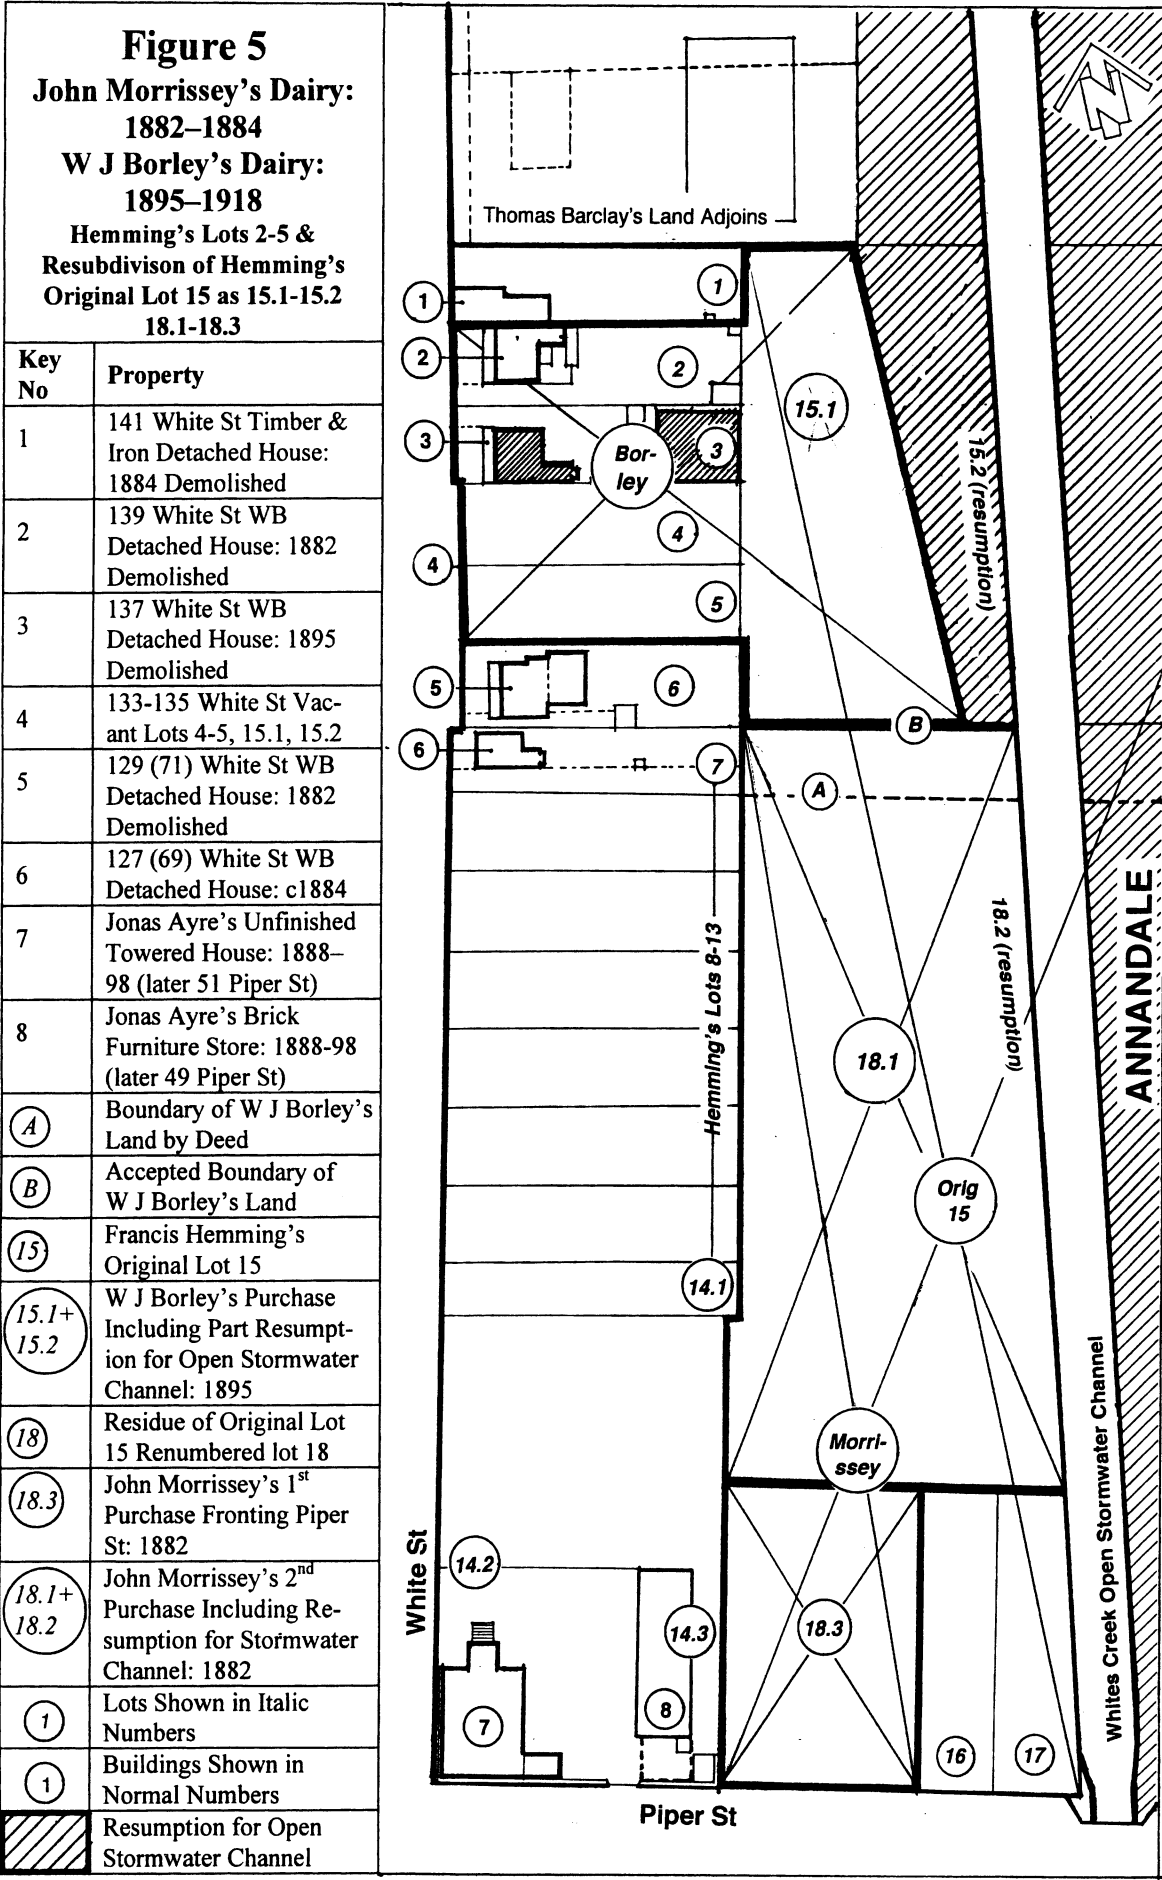 Figure 5
John Morrissey's Dairy:
1882–1884
W J Borley's Dairy:
1895–1918
Hemming's Lots 2-5 &
Resubdivison of Hemming's
Original Lot 15 as 15.1-15.2
18.1-18.3
Key
No
Property
1
141 White St Timber &
Iron Detached House:
1884 Demolished
2
139 White St WB
Detached House: 1882
Demolished
3
137 White St WB
Detached House: 1895
Demolished
4
133-135 White St Vac-
ant Lots 4-5, 15.1, 15.2
5
129 (71) White St WB
Detached House: 1882
Demolished
6
127 (69) White St WB
Detached House: c1884
7
Jonas Ayre's Unfinished
Towered House: 1888–
98 (later 51 Piper St)
8
Jonas Ayre's Brick
Furniture Store: 1888-98
(later 49 Piper St)
A
Boundary of W J Borley's
Land by Deed
B
Accepted Boundary of
W J Borley's Land
15
Francis Hemming's
Original Lot 15
15.1+
15.2
W J Borley's Purchase
Including Part Resumpt-
ion for Open Stormwater
Channel: 1895
18
Residue of Original Lot
15 Renumbered lot 18
18.3
John Morrissey's 1st
Purchase Fronting Piper
St: 1882
18.1+
18.2
John Morrissey's 2nd
Purchase Including Re-
sumption for Stormwater
Channel: 1882
1
Lots Shown in Italic
Numbers
1
Buildings Shown in
Normal Numbers
Resumption for Open
Stormwater Channel
N
Thomas Barclay's Land Adjoins
1
1
2
2
15.1
3
Bor-
ley
3
15.2 (resumption)
4
4
5
5
6
B
6
7
A
Hemming's Lots 8-13
18.2 (resumption)
ANNANDALE
18.1
Orig
15
14.1
Morri-
ssey
Whites Creek Open Stormwater Channel
White St
14.2
14.3
18.3
7
8
16
17
Piper St